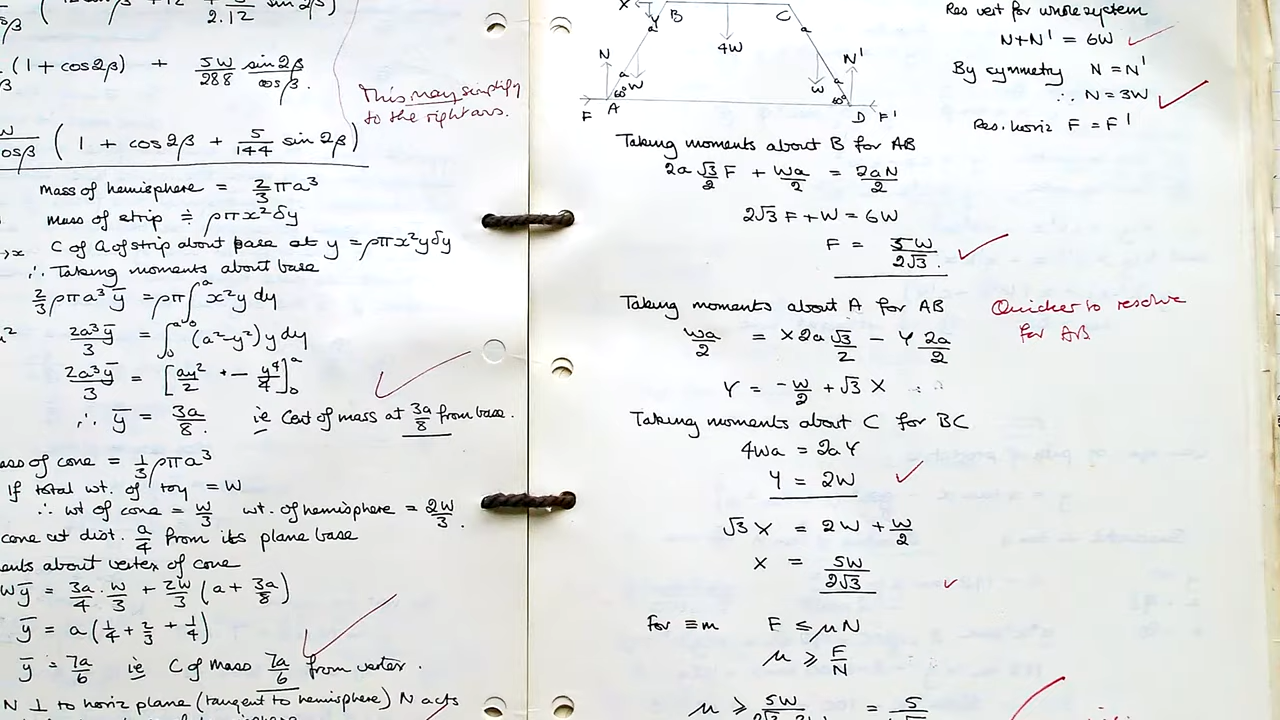 (1 + cos2β) + 5W/288 sin2β/cosβ.
This may simplify
to the right ans.
(1 + cos2β + 5/144 sin2β)
mass of hemisphere = 2/3 πa³
mass of strip ≑ ρπx²δy
C of G of strip about base at y = ρπx²yδy
∴ Taking moments about base
2/3 ρπa³ȳ = ρπ∫₀ᵃ x²y dy
2a³ȳ/3 = ∫₀ᵃ (a²-y²) y dy
2a³ȳ/3 = [ay²/2 - y⁴/4]₀ᵃ
∴ ȳ = 3a/8. ie Cent of mass at 3a/8 from base.
mass of cone = 1/3 ρπa³
If total wt. of toy = W
∴ wt of cone = W/3 wt. of hemisphere = 2W/3.
cone at dist. a/4 from its plane base
moments about vertex of cone
Wȳ = 3a/4 . W/3 + 2W/3 (a + 3a/8)
ȳ = a(1/4 + 2/3 + 1/4)
ȳ = 7a/6 ie C of mass 7a/6 from vertex.
N ⊥ to horiz plane (tangent to hemisphere) N acts
X Y B C
a a
4W
N N'
a W W a
60° 60°
F A D F'
Res vert for whole system
N+N' = 6W
By symmetry N = N'
∴ N = 3W
Res. horiz F = F'
Taking moments about B for AB
2a √3/2 F + Wa/2 = 2aN/2
2√3 F + W = 6W
F = 5W/2√3.
Taking moments about A for AB
Quicker to resolve
for AB
Wa/2 = X 2a √3/2 - Y 2a/2
Y = -W/2 + √3 X
Taking moments about C for BC
4Wa = 2aY
Y = 2W
√3 X = 2W + W/2
X = 5W/2√3
for ≡m F ≤ μN
μ ≥ F/N